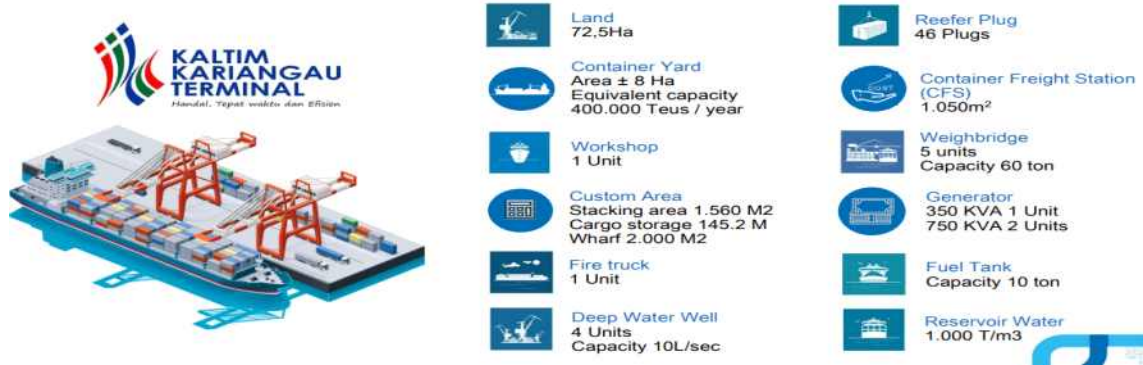 KALTIM
KARIANGAU
TERMINAL
Handal, Tepat waktu dan Efisien
Land
72,5Ha
Container Yard
Area ± 8 Ha
Equivalent capacity
400.000 Teus / year
Workshop
1 Unit
Custom Area
Stacking area 1.560 M2
Cargo storage 145.2 M
Wharf 2.000 M2
Fire truck
1 Unit
Deep Water Well
4 Units
Capacity 10L/sec
Reefer Plug
46 Plugs
COST
Container Freight Station
(CFS)
1.050m²
Weighbridge
5 units
Capacity 60 ton
Generator
350 KVA 1 Unit
750 KVA 2 Units
Fuel Tank
Capacity 10 ton
Reservoir Water
1.000 T/m3